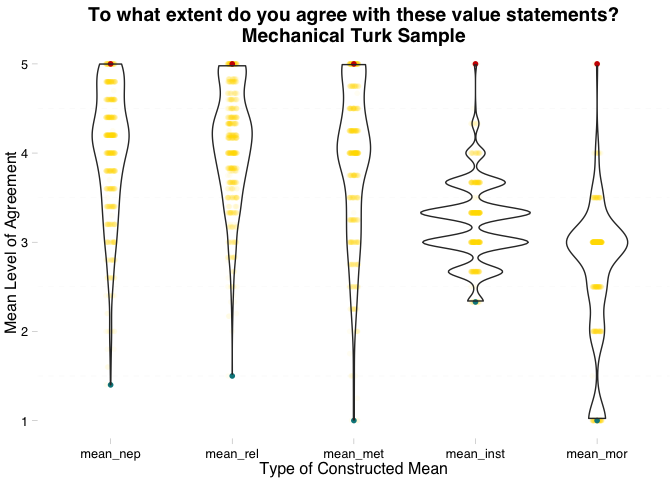 To what extent do you agree with these value statements?
Mechanical Turk Sample
Mean Level of Agreement
5
4
3
2
1
mean_nep
mean_rel
mean_met
mean_inst
mean_mor
Type of Constructed Mean